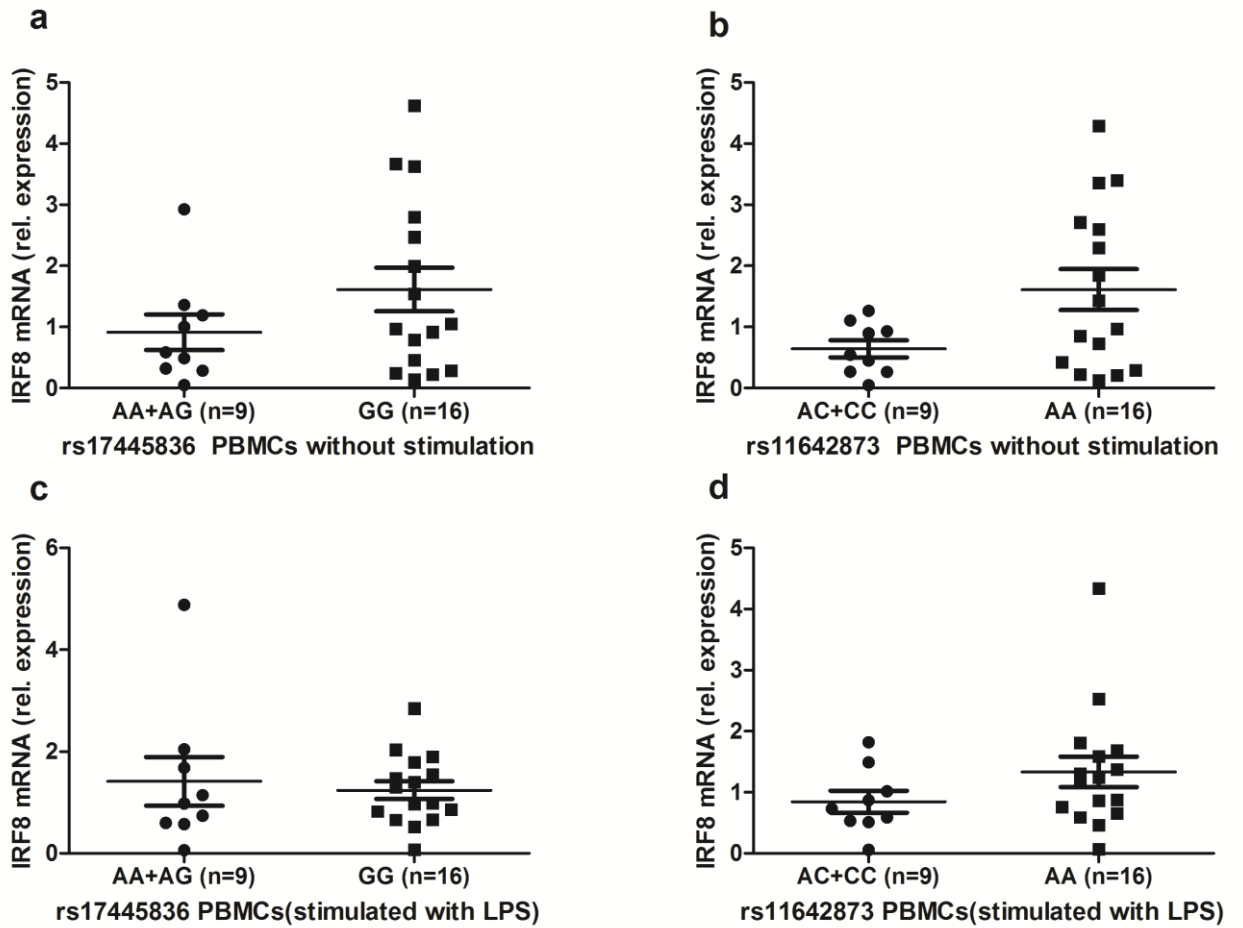 a
IRF8 mRNA (rel. expression)
5
4
3
2
1
0
AA+AG (n=9) GG (n=16)
rs17445836 PBMCs without stimulation
b
IRF8 mRNA (rel. expression)
5
4
3
2
1
0
AC+CC (n=9) AA (n=16)
rs11642873 PBMCs without stimulation
c
IRF8 mRNA (rel. expression)
6
4
2
0
AA+AG (n=9) GG (n=16)
rs17445836 PBMCs(stimulated with LPS)
d
IRF8 mRNA (rel. expression)
5
4
3
2
1
0
AC+CC (n=9) AA (n=16)
rs11642873 PBMCs(stimulated with LPS)